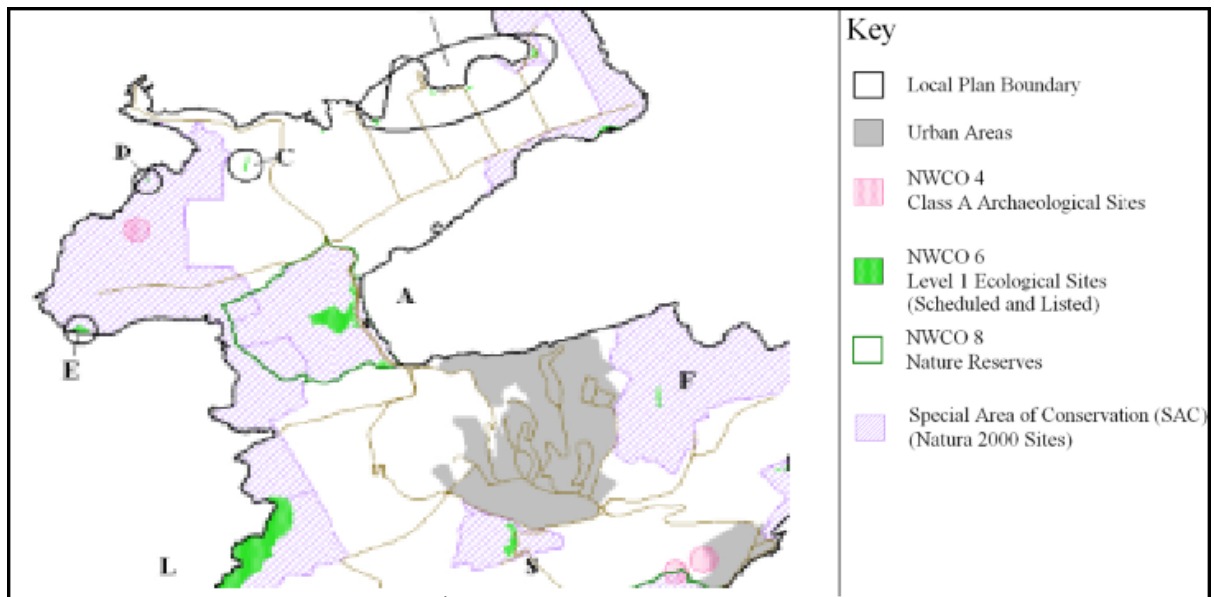 Key
Local Plan Boundary
Urban Areas
NWCO 4
Class A Archaeological Sites
NWCO 6
Level 1 Ecological Sites
(Scheduled and Listed)
NWCO 8
Nature Reserves
Special Area of Conservation (SAC)
(Natura 2000 Sites)
D
C
A
E
F
L
S